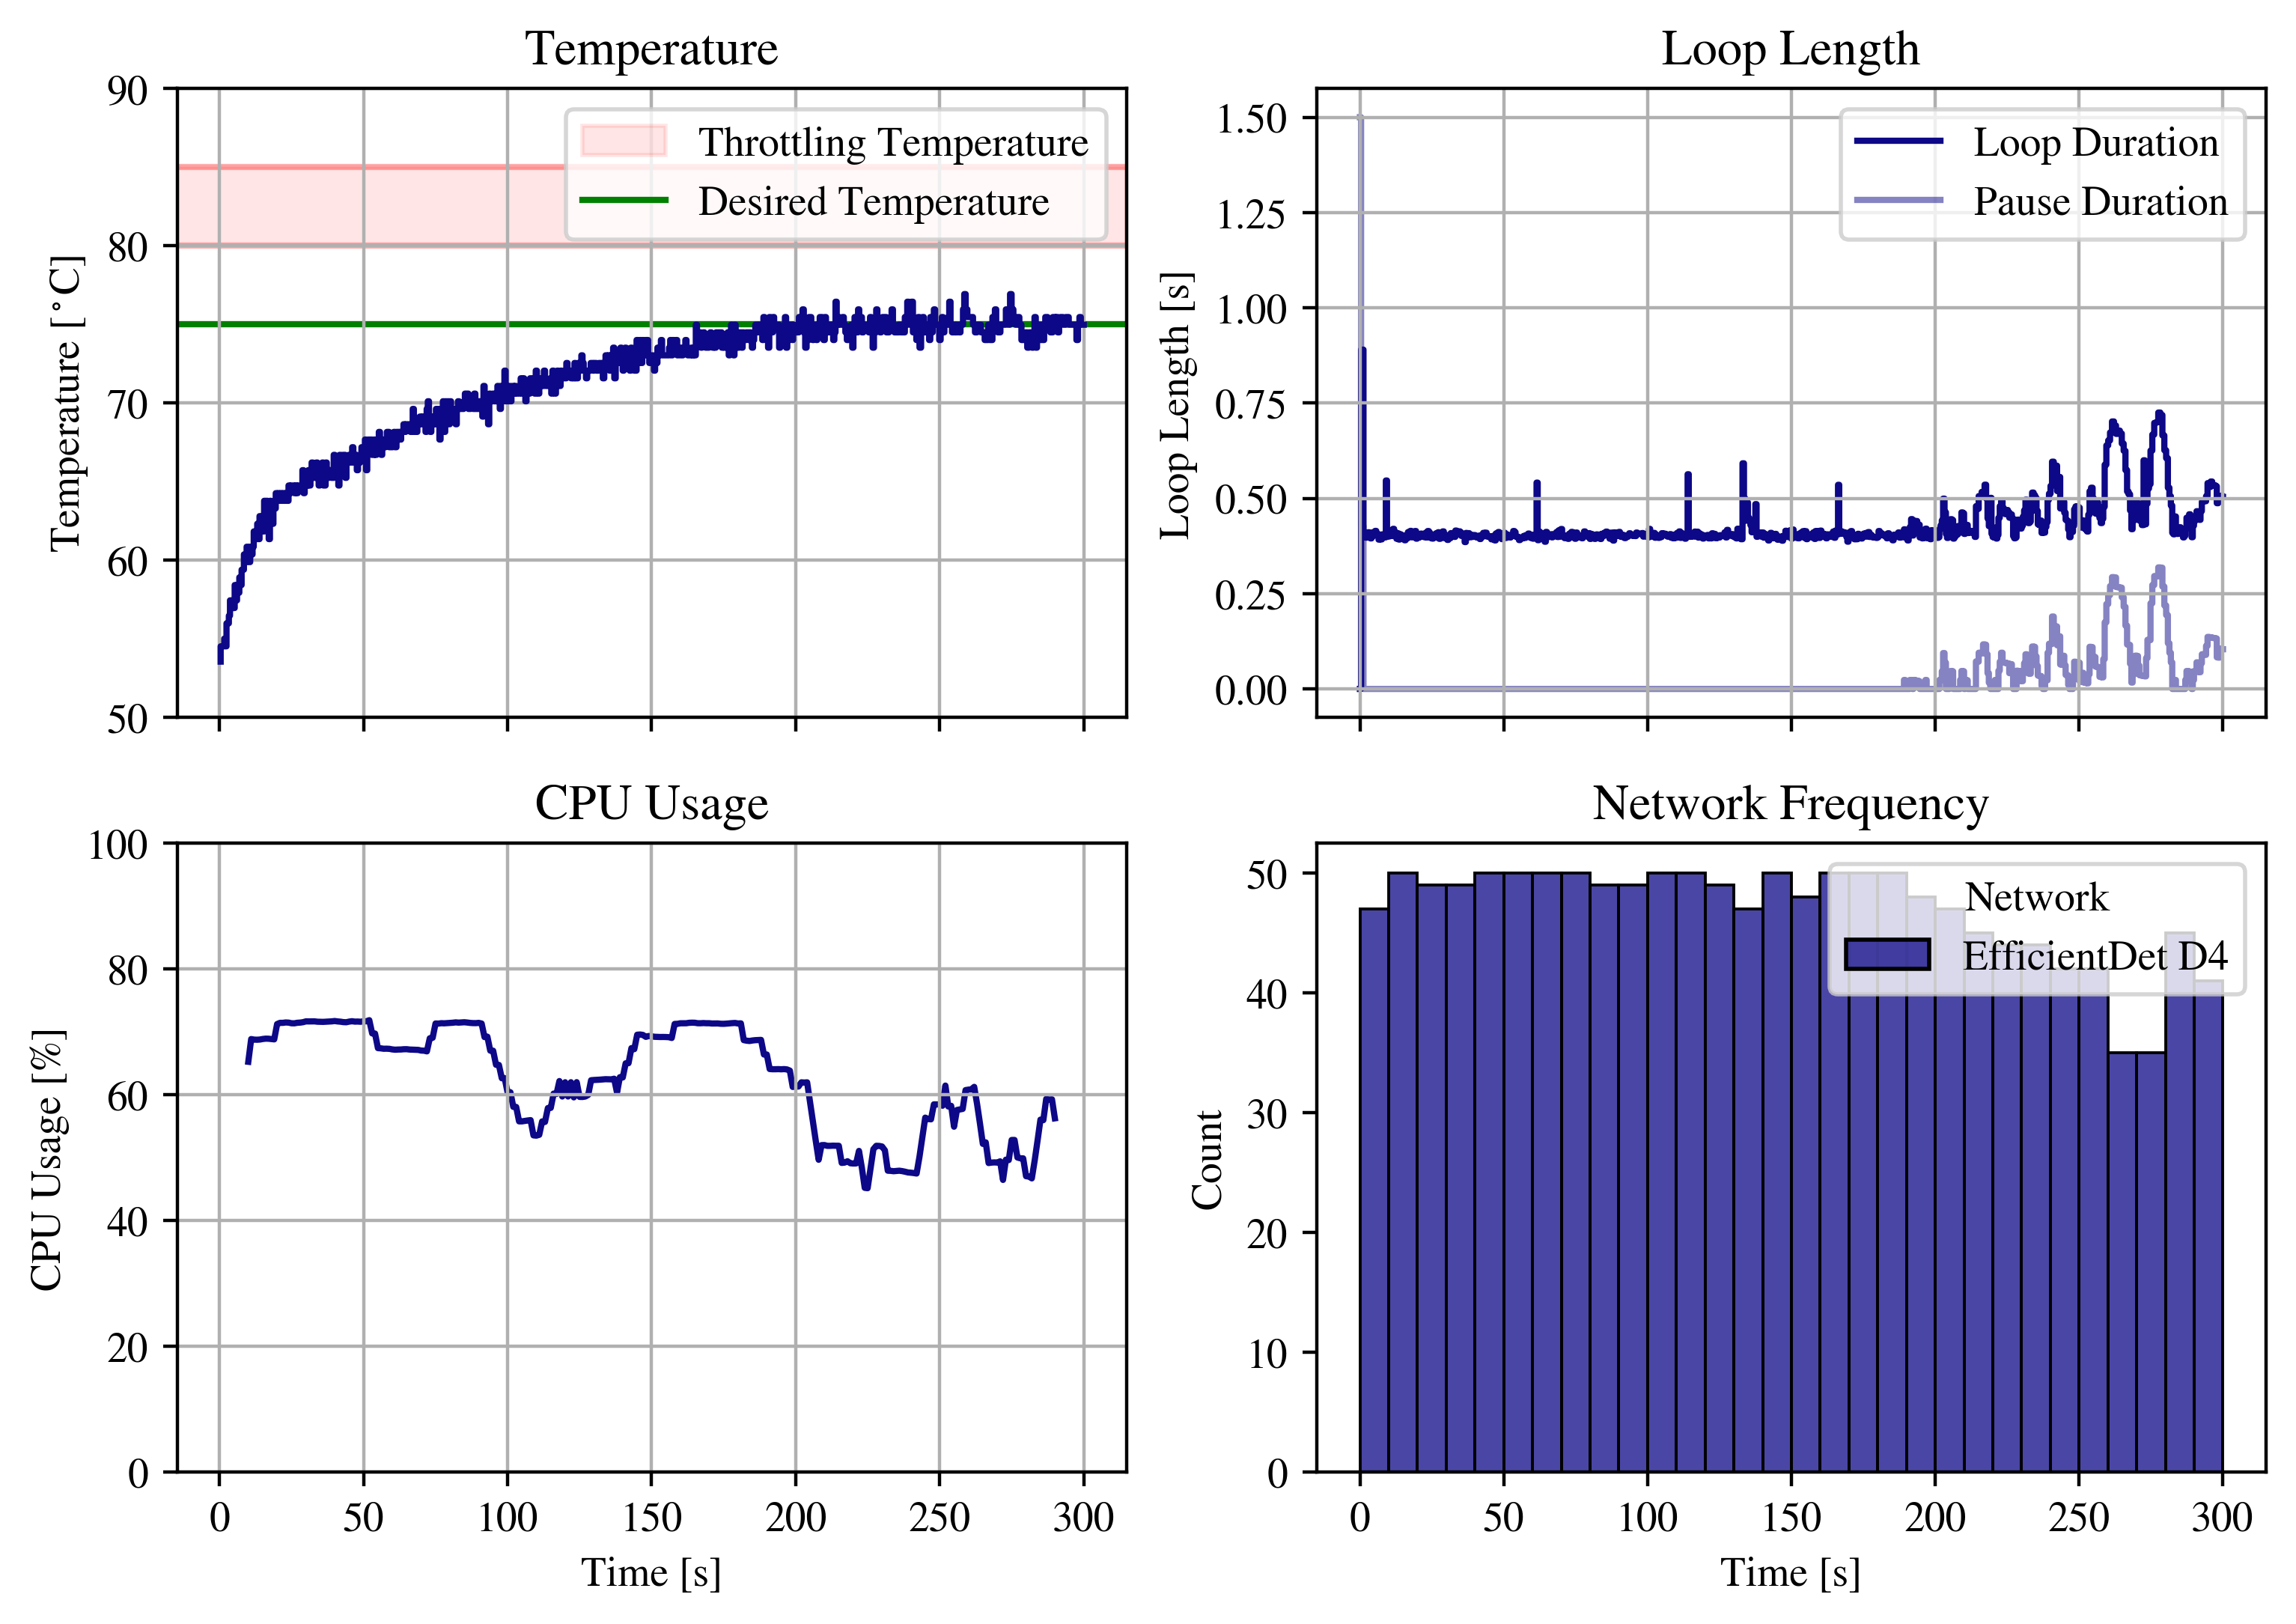 Temperature
90
80
70
60
50
Temperature [°C]
Throttling Temperature
Desired Temperature
Loop Length
1.50
1.25
1.00
0.75
0.50
0.25
0.00
Loop Length [s]
Loop Duration
Pause Duration
CPU Usage
100
80
60
40
20
0
CPU Usage [%]
0 50 100 150 200 250 300
Time [s]
Network Frequency
50
40
30
20
10
0
Count
Network
EfficientDet D4
0 50 100 150 200 250 300
Time [s]